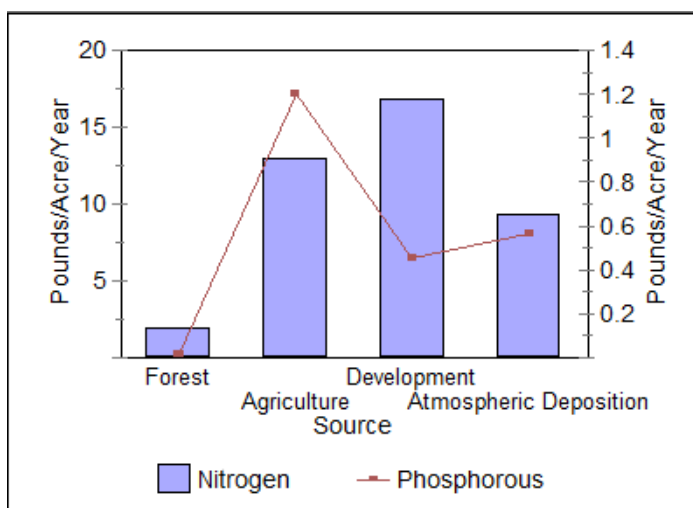 20
15
10
5
Pounds/Acre/Year
1.4
1.2
1
0.8
0.6
0.4
0.2
Pounds/Acre/Year
Forest
Development
Agriculture
Atmospheric Deposition
Source
Nitrogen
Phosphorous